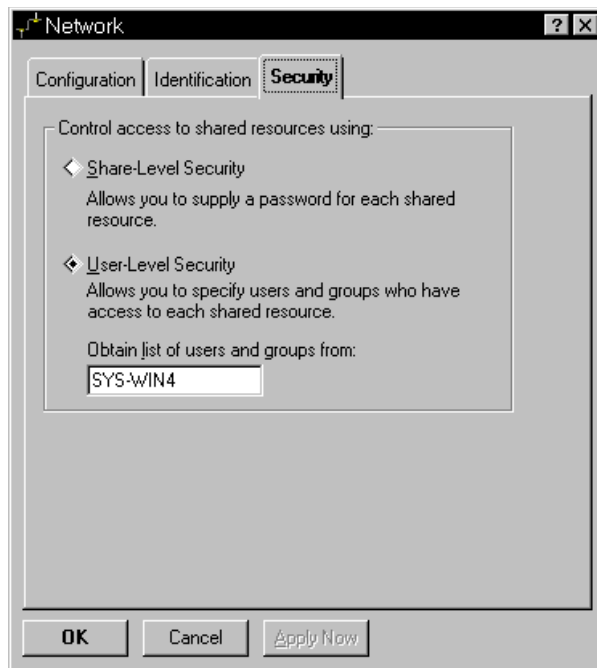 Network
Configuration Identification Security
Control access to shared resources using:
Share-Level Security
Allows you to supply a password for each shared
resource.
User-Level Security
Allows you to specify users and groups who have
access to each shared resource.
Obtain list of users and groups from:
SYS-WIN4
OK Cancel Apply Now